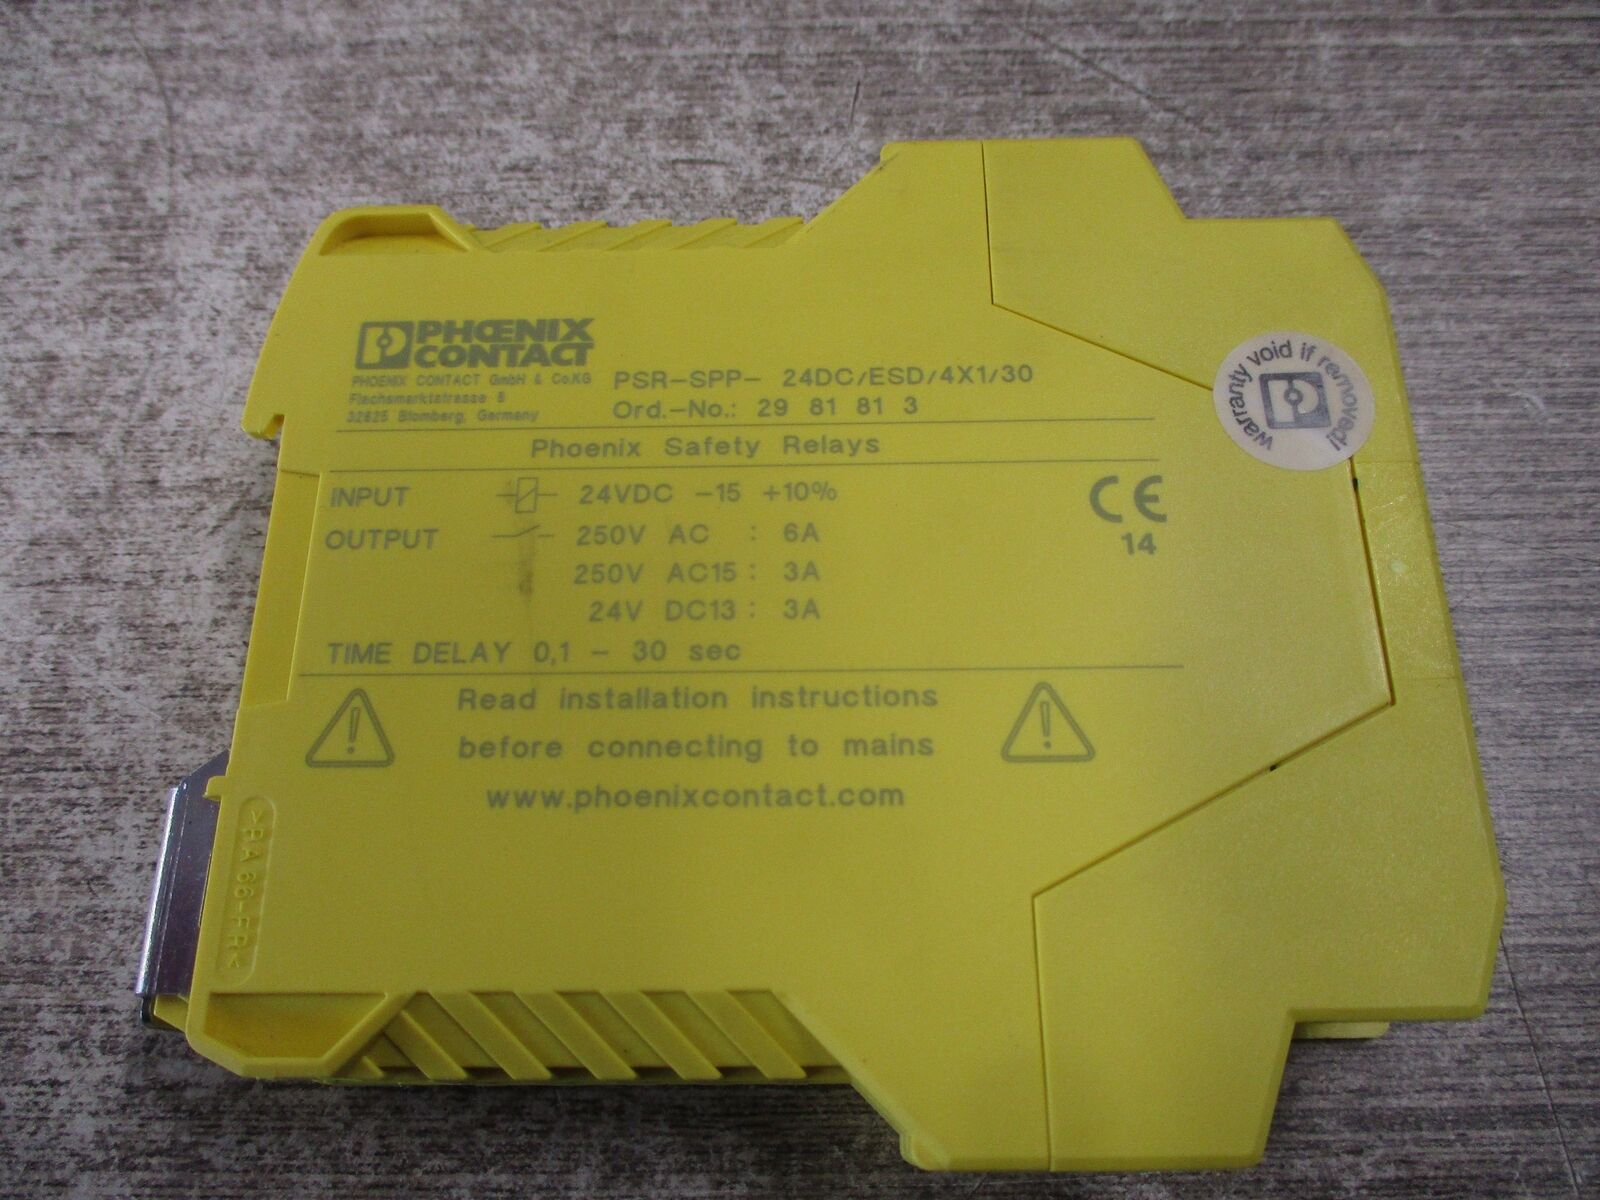 PHŒNIX
CONTACT
PHOENIX CONTACT GmbH & Co.KG
Flachsmarktstrasse 8
32825 Blomberg, Germany
PSR-SPP- 24DC/ESD/4X1/30
Ord.-No.: 29 81 81 3
Phoenix Safety Relays
INPUT 24VDC -15 +10%
OUTPUT 250V AC : 6A
250V AC15 : 3A
24V DC13 : 3A
TIME DELAY 0,1 - 30 sec
CE
14
Read installation instructions
before connecting to mains
www.phoenixcontact.com
warranty void if removed!
>PA 66-FR<